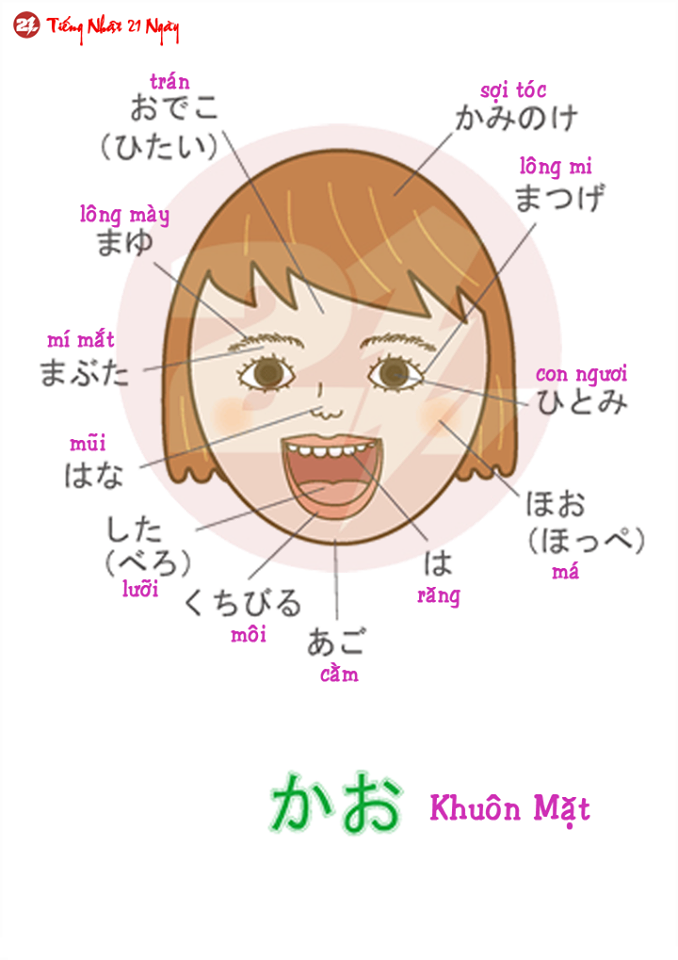 21 Tiếng Nhật 21 Ngày
trán
おでこ
(ひたい)
sợi tóc
かみのけ
lông mi
まつげ
lông mày
まゆ
mí mắt
まぶた
con ngươi
ひとみ
mũi
はな
ほお
(ほっぺ)
má
した
(べろ)
lưỡi
くちびる
môi
は
răng
あご
cằm
かお Khuôn Mặt